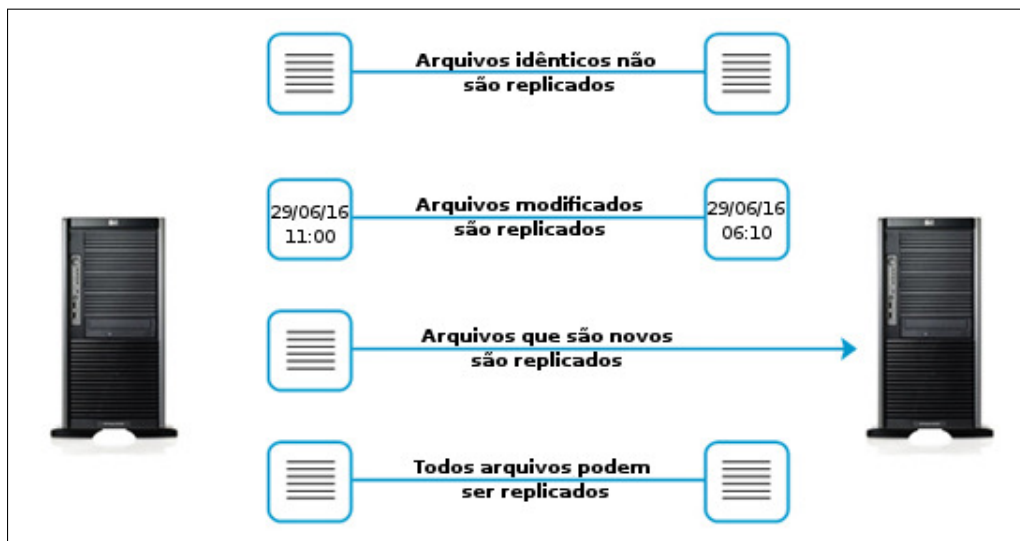 Arquivos idênticos não
são replicados
29/06/16
11:00
Arquivos modificados
são replicados
29/06/16
06:10
Arquivos que são novos
são replicados
Todos arquivos podem
ser replicados